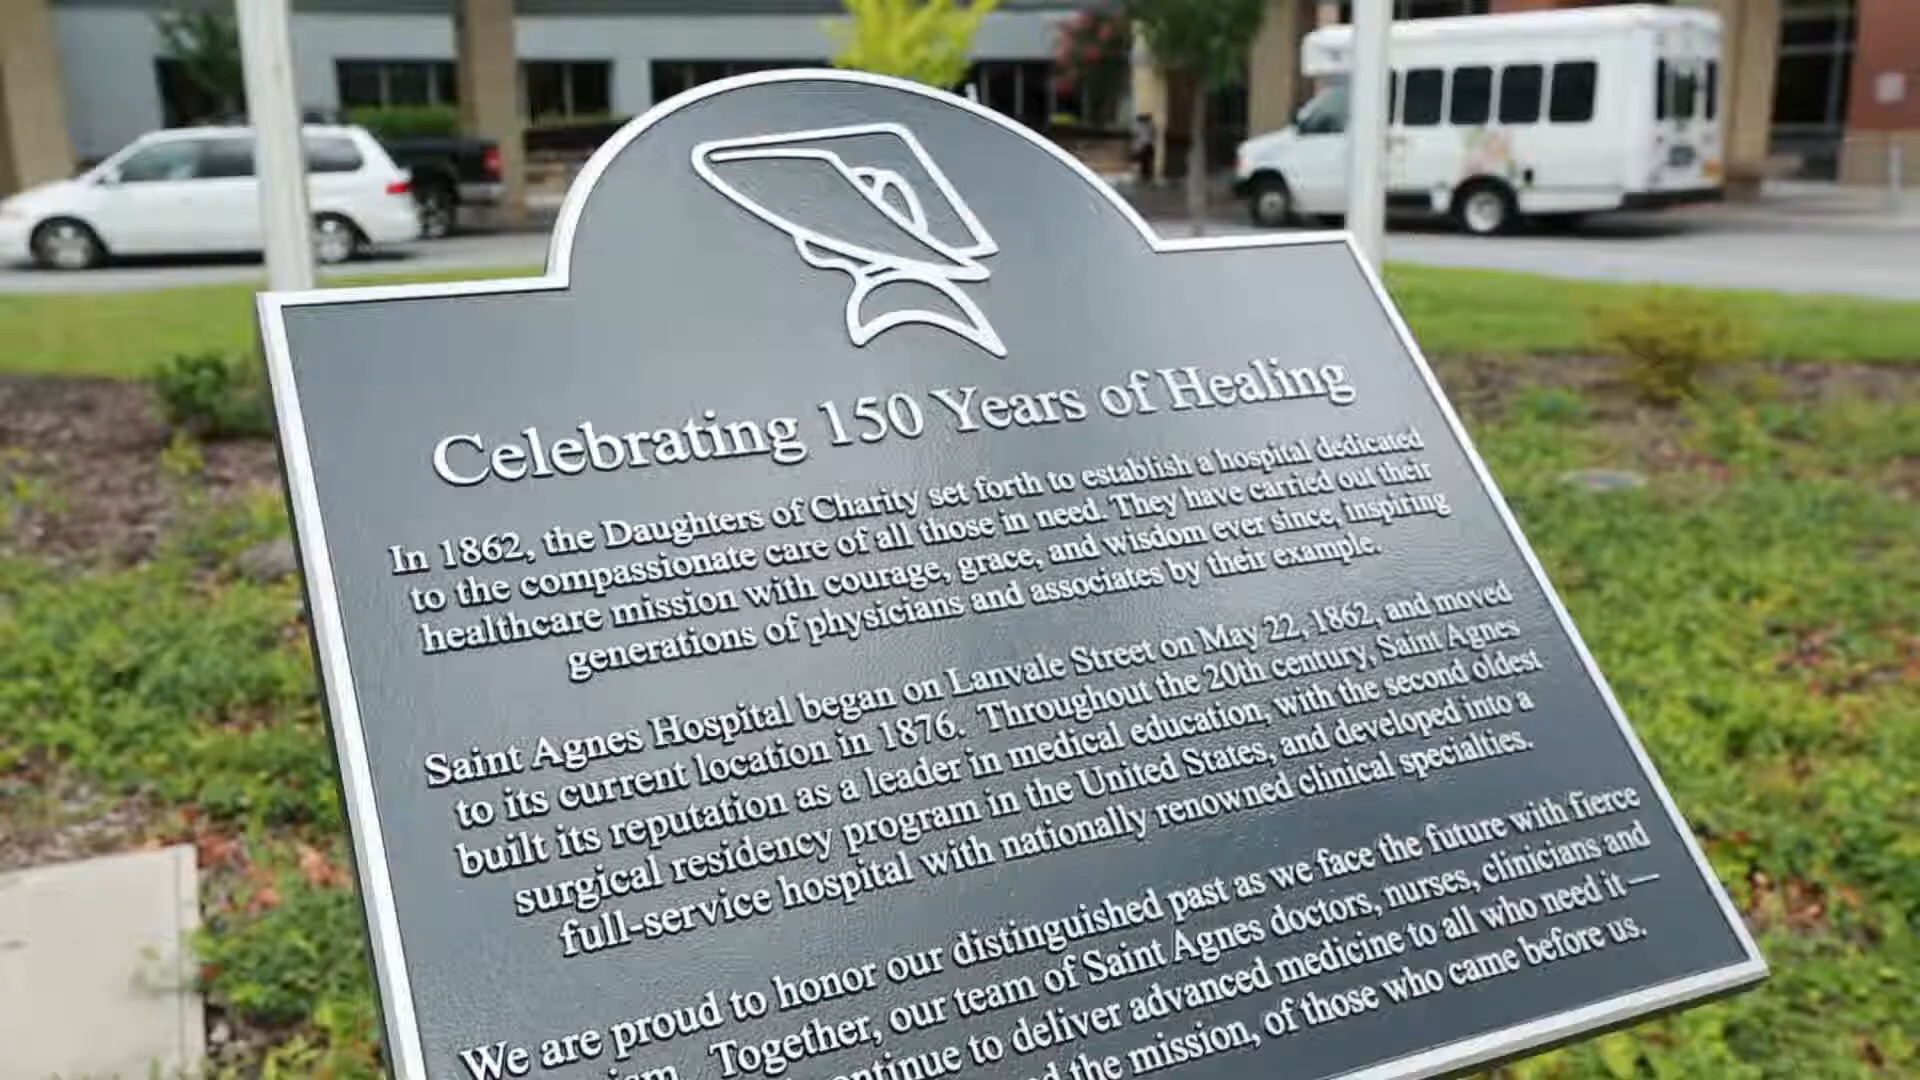 Celebrating 150 Years of Healing
In 1862, the Daughters of Charity set forth to establish a hospital dedicated
to the compassionate care of all those in need. They have carried out their
healthcare mission with courage, grace, and wisdom ever since, inspiring
generations of physicians and associates by their example.
Saint Agnes Hospital began on Lanvale Street on May 22, 1862, and moved
to its current location in 1876. Throughout the 20th century, Saint Agnes
built its reputation as a leader in medical education, with the second oldest
surgical residency program in the United States, and developed into a
full-service hospital with nationally renowned clinical specialties.
We are proud to honor our distinguished past as we face the future with fierce
Together, our team of Saint Agnes doctors, nurses, clinicians and
to deliver advanced medicine to all who need it—
the mission, of those who came before us.